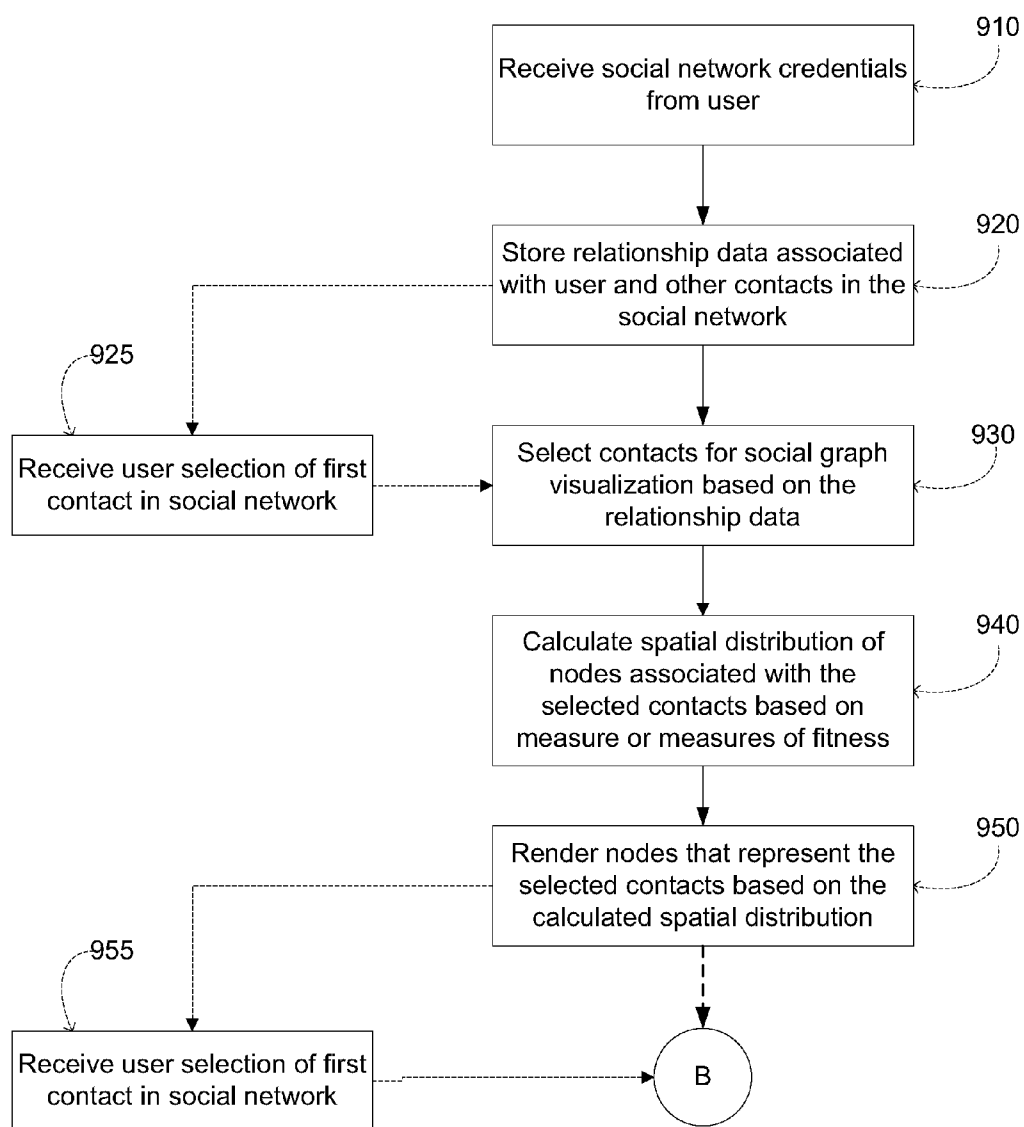 910
Receive social network credentials
from user
920
Store relationship data associated
with user and other contacts in the
social network
925
Receive user selection of first
contact in social network
930
Select contacts for social graph
visualization based on the
relationship data
940
Calculate spatial distribution of
nodes associated with the
selected contacts based on
measure or measures of fitness
950
Render nodes that represent the
selected contacts based on the
calculated spatial distribution
955
Receive user selection of first
contact in social network
B